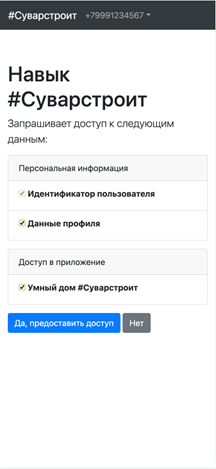 #Суварстроит +79991234567
Навык
#Суварстроит
Запрашивает доступ к следующим
данным:
Персональная информация
Идентификатор пользователя
Данные профиля
Доступ в приложение
Умный дом #Суварстроит
Да, предоставить доступ Нет